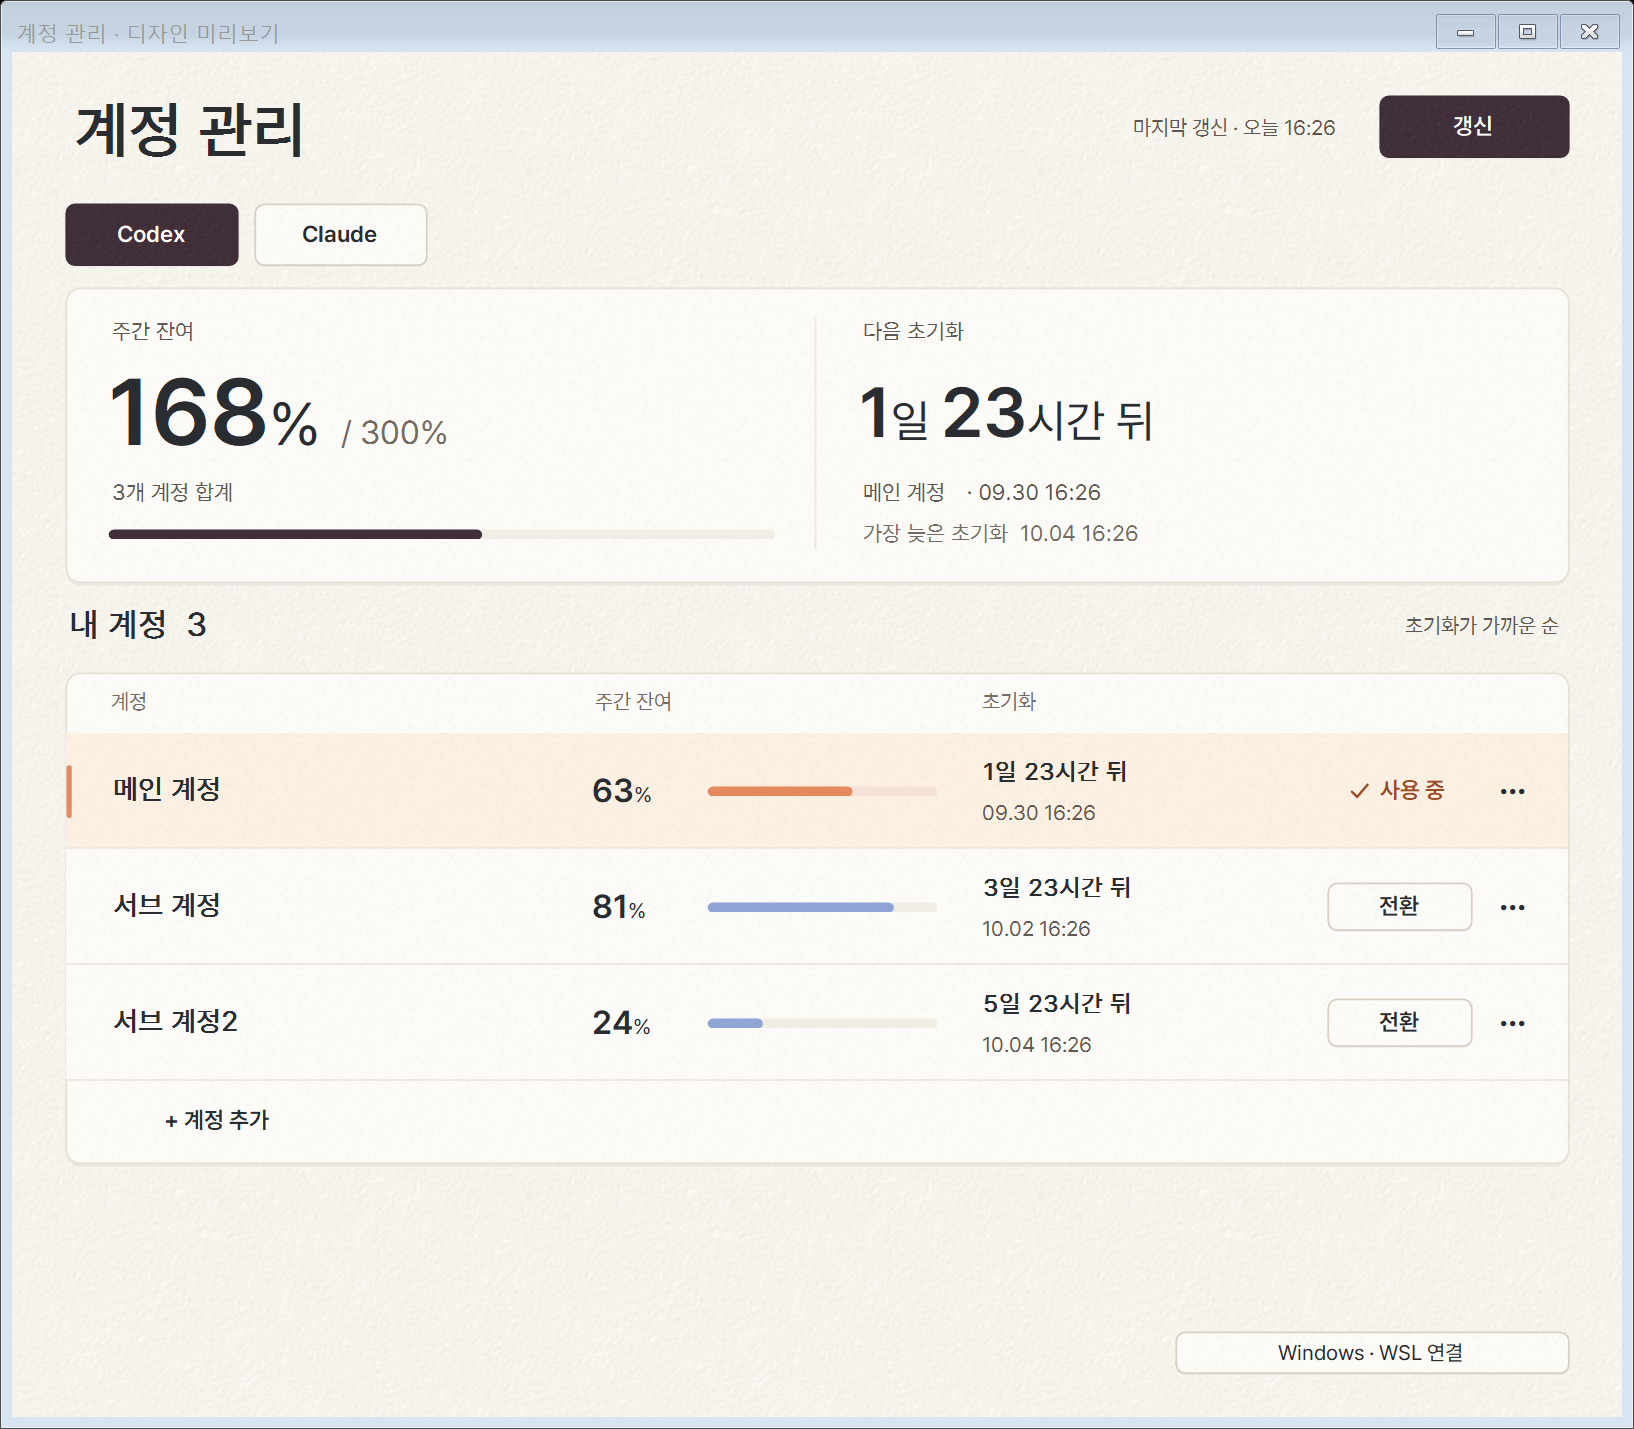 계정 관리 · 디자인 미리보기
계정 관리
마지막 갱신 · 오늘 16:26
갱신
Codex
Claude
주간 잔여
168% / 300%
3개 계정 합계
다음 초기화
1일 23시간 뒤
메인 계정 · 09.30 16:26
가장 늦은 초기화 10.04 16:26
내 계정 3
초기화가 가까운 순
계정 주간 잔여 초기화
메인 계정
63%
1일 23시간 뒤
09.30 16:26
사용 중
서브 계정
81%
3일 23시간 뒤
10.02 16:26
전환
서브 계정2
24%
5일 23시간 뒤
10.04 16:26
전환
+ 계정 추가
Windows · WSL 연결